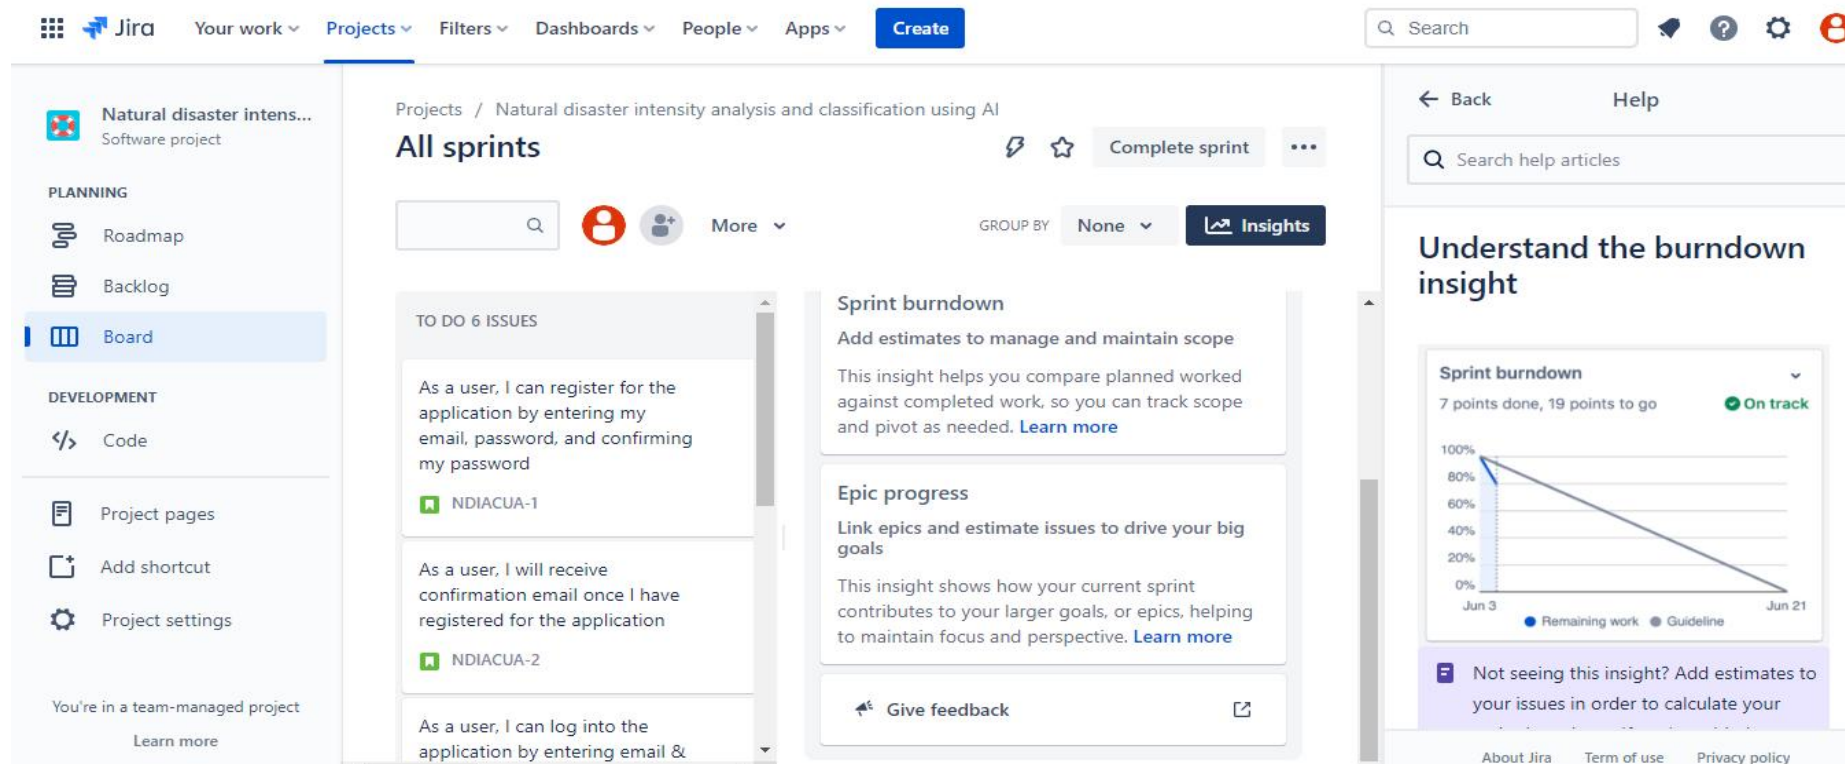 Jira
Your work
Projects
Filters
Dashboards
People
Apps
Create
Search
Natural disaster intens...
Software project
PLANNING
Roadmap
Backlog
Board
DEVELOPMENT
Code
Project pages
Add shortcut
Project settings
You're in a team-managed project
Learn more
Projects / Natural disaster intensity analysis and classification using AI
All sprints
Complete sprint
More
GROUP BY
None
Insights
TO DO 6 ISSUES
As a user, I can register for the
application by entering my
email, password, and confirming
my password
NDIACUA-1
As a user, I will receive
confirmation email once I have
registered for the application
NDIACUA-2
As a user, I can log into the
application by entering email &
Sprint burndown
Add estimates to manage and maintain scope
This insight helps you compare planned worked
against completed work, so you can track scope
and pivot as needed. Learn more
Epic progress
Link epics and estimate issues to drive your big
goals
This insight shows how your current sprint
contributes to your larger goals, or epics, helping
to maintain focus and perspective. Learn more
Give feedback
Back
Help
Search help articles
Understand the burndown
insight
Sprint burndown
7 points done, 19 points to go
On track
100%
80%
60%
40%
20%
0%
Jun 3
Jun 21
Remaining work
Guideline
Not seeing this insight? Add estimates to
your issues in order to calculate your
About Jira
Term of use
Privacy policy